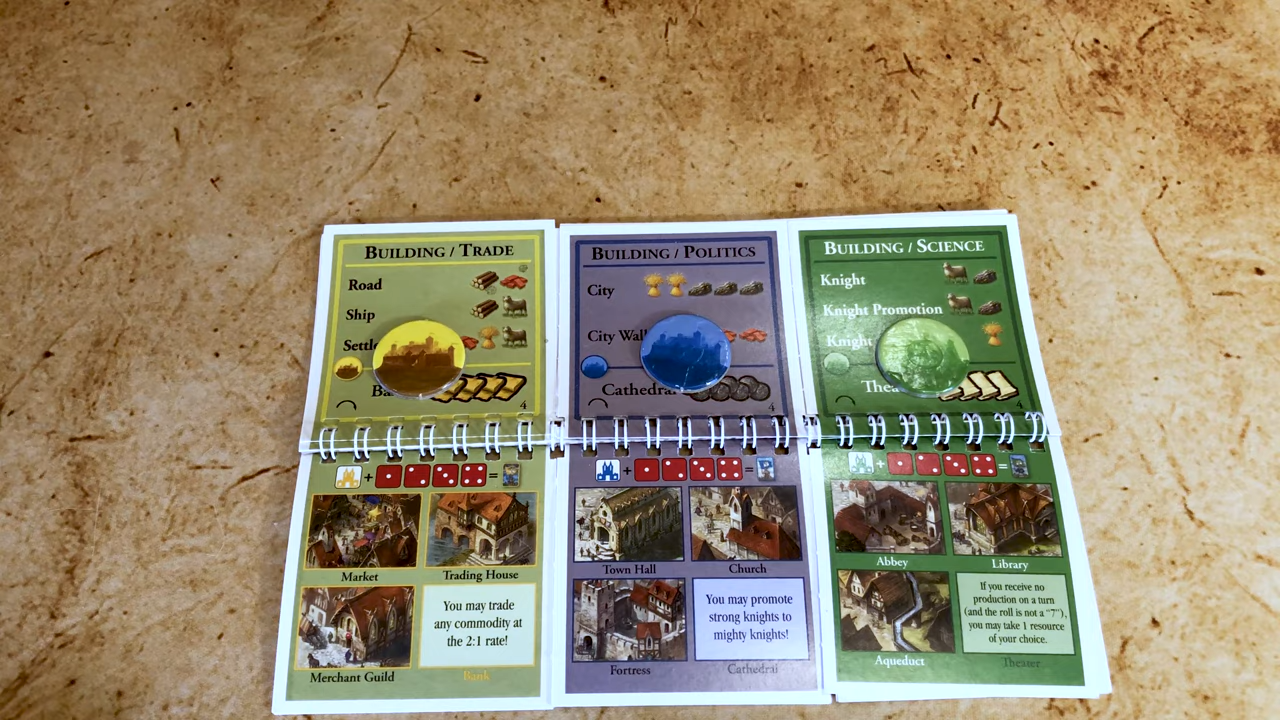 BUILDING / TRADE
Road
Ship
4
Market
Trading House
You may trade
any commodity at
the 2:1 rate!
Merchant Guild
Bank
BUILDING / POLITICS
City
City Wall
Cathedral
4
Town Hall
Church
You may promote
strong knights to
mighty knights!
Fortress
Cathedral
BUILDING / SCIENCE
Knight
Knight Promotion
Knight
4
Abbey
Library
If you receive no
production on a turn
(and the roll is not a “7”),
you may take 1 resource
of your choice.
Aqueduct
Theater